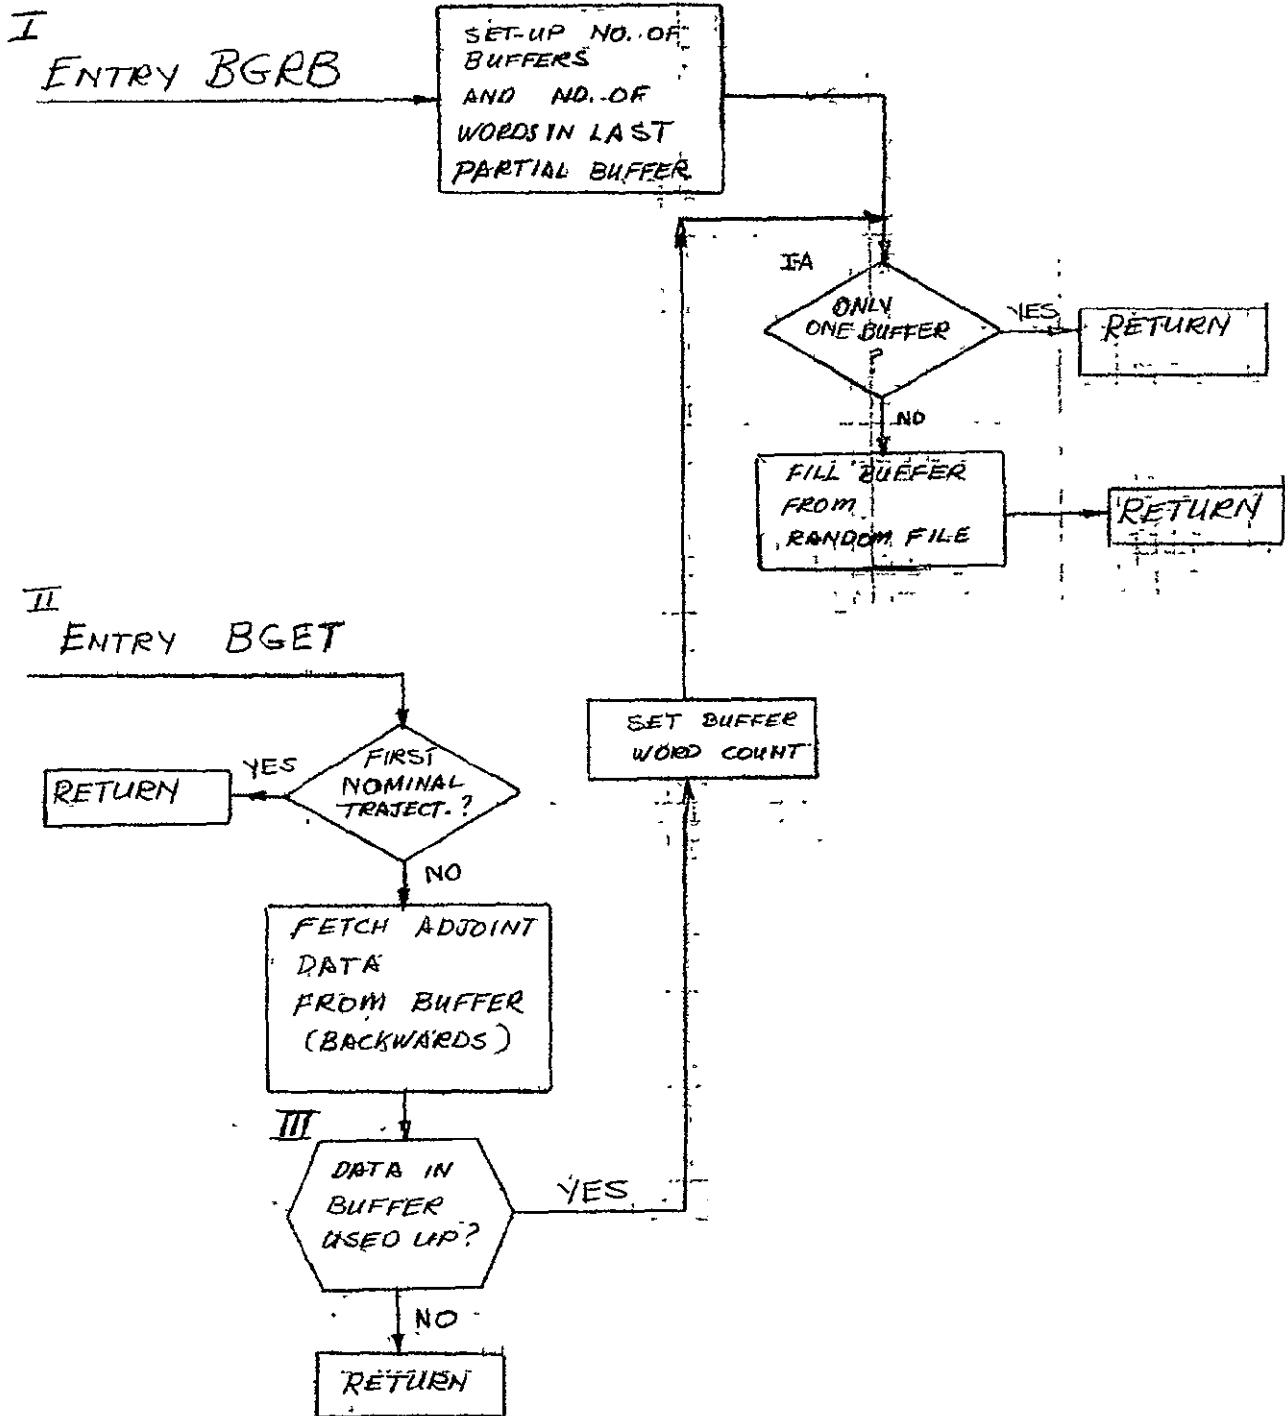 I
ENTRY BGRB
SET-UP NO. OF
BUFFERS
AND NO. OF
WORDS IN LAST
PARTIAL BUFFER
IA
ONLY
ONE BUFFER
?
YES
RETURN
NO
FILL BUFFER
FROM
RANDOM FILE
RETURN
II
ENTRY BGET
SET BUFFER
WORD COUNT
FIRST
NOMINAL
TRAJECT.?
YES
RETURN
NO
FETCH ADJOINT
DATA
FROM BUFFER
(BACKWARDS)
III
DATA IN
BUFFER
USED UP?
YES
NO
RETURN